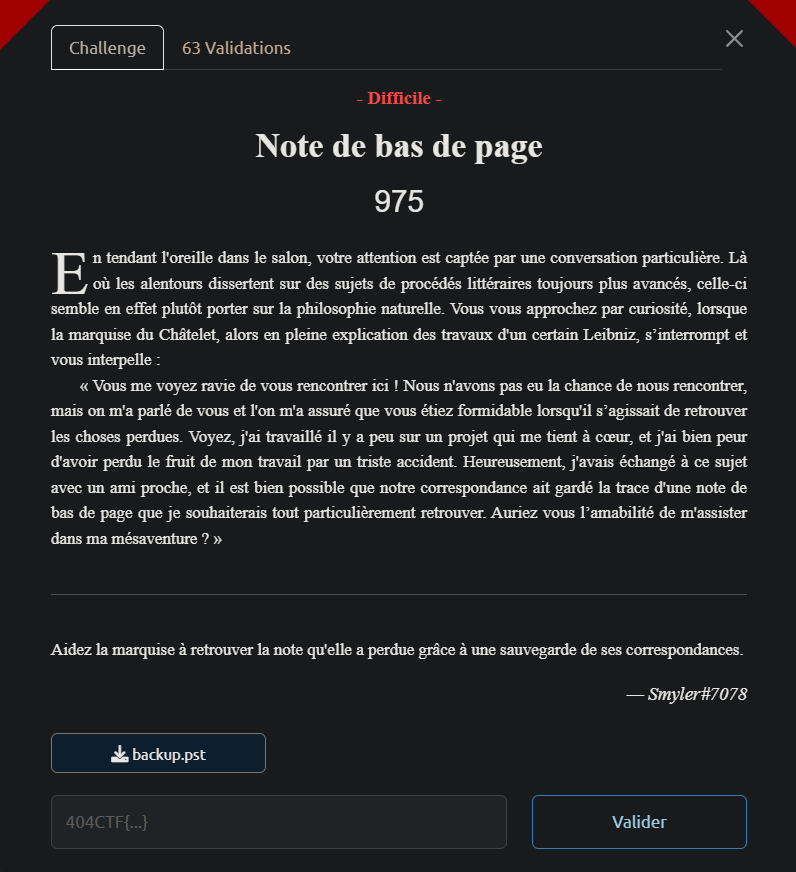 Challenge
63 Validations
- Difficile -
Note de bas de page
975
En tendant l'oreille dans le salon, votre attention est captée par une conversation particulière. Là
où les alentours dissertent sur des sujets de procédés littéraires toujours plus avancés, celle-ci
semble en effet plutôt porter sur la philosophie naturelle. Vous vous approchez par curiosité, lorsque
la marquise du Châtelet, alors en pleine explication des travaux d'un certain Leibniz, s’interrompt et
vous interpelle :
« Vous me voyez ravie de vous rencontrer ici ! Nous n'avons pas eu la chance de nous rencontrer,
mais on m'a parlé de vous et l'on m'a assuré que vous étiez formidable lorsqu'il s’agissait de retrouver
les choses perdues. Voyez, j'ai travaillé il y a peu sur un projet qui me tient à cœur, et j'ai bien peur
d'avoir perdu le fruit de mon travail par un triste accident. Heureusement, j'avais échangé à ce sujet
avec un ami proche, et il est bien possible que notre correspondance ait gardé la trace d'une note de
bas de page que je souhaiterais tout particulièrement retrouver. Auriez vous l’amabilité de m'assister
dans ma mésaventure ? »
Aidez la marquise à retrouver la note qu'elle a perdue grâce à une sauvegarde de ses correspondances.
— Smyler#7078
backup.pst
404CTF{...}
Valider